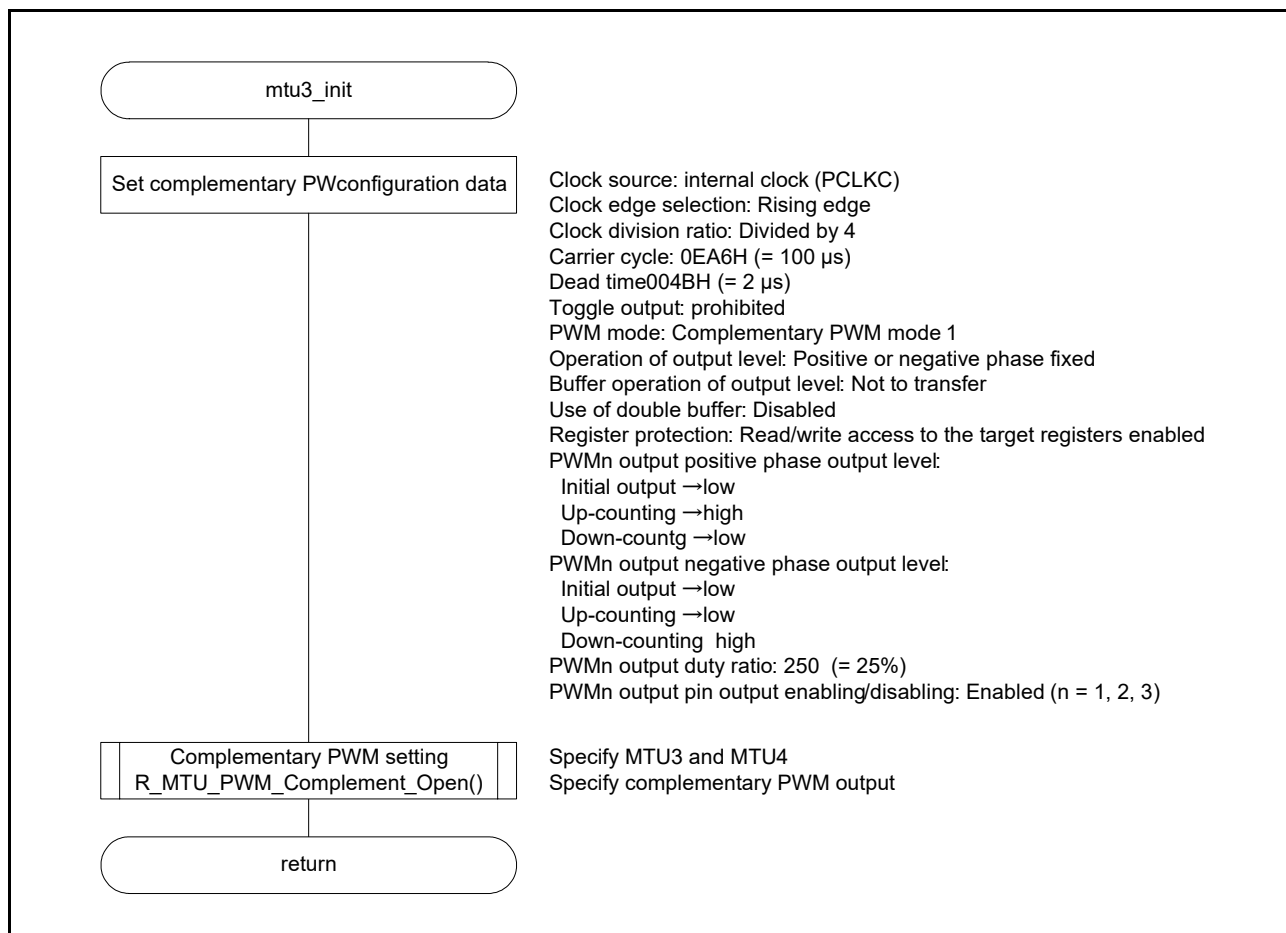 mtu3_init
Set complementary PWconfiguration data
Clock source: internal clock (PCLKC)
Clock edge selection: Rising edge
Clock division ratio: Divided by 4
Carrier cycle: 0EA6H (= 100 µs)
Dead time004BH (= 2 µs)
Toggle output: prohibited
PWM mode: Complementary PWM mode 1
Operation of output level: Positive or negative phase fixed
Buffer operation of output level: Not to transfer
Use of double buffer: Disabled
Register protection: Read/write access to the target registers enabled
PWMn output positive phase output level:
Initial output →low
Up-counting →high
Down-countg →low
PWMn output negative phase output level:
Initial output →low
Up-counting →low
Down-counting  high
PWMn output duty ratio: 250  (= 25%)
PWMn output pin output enabling/disabling: Enabled (n = 1, 2, 3)
Complementary PWM setting
R_MTU_PWM_Complement_Open()
Specify MTU3 and MTU4
Specify complementary PWM output
return